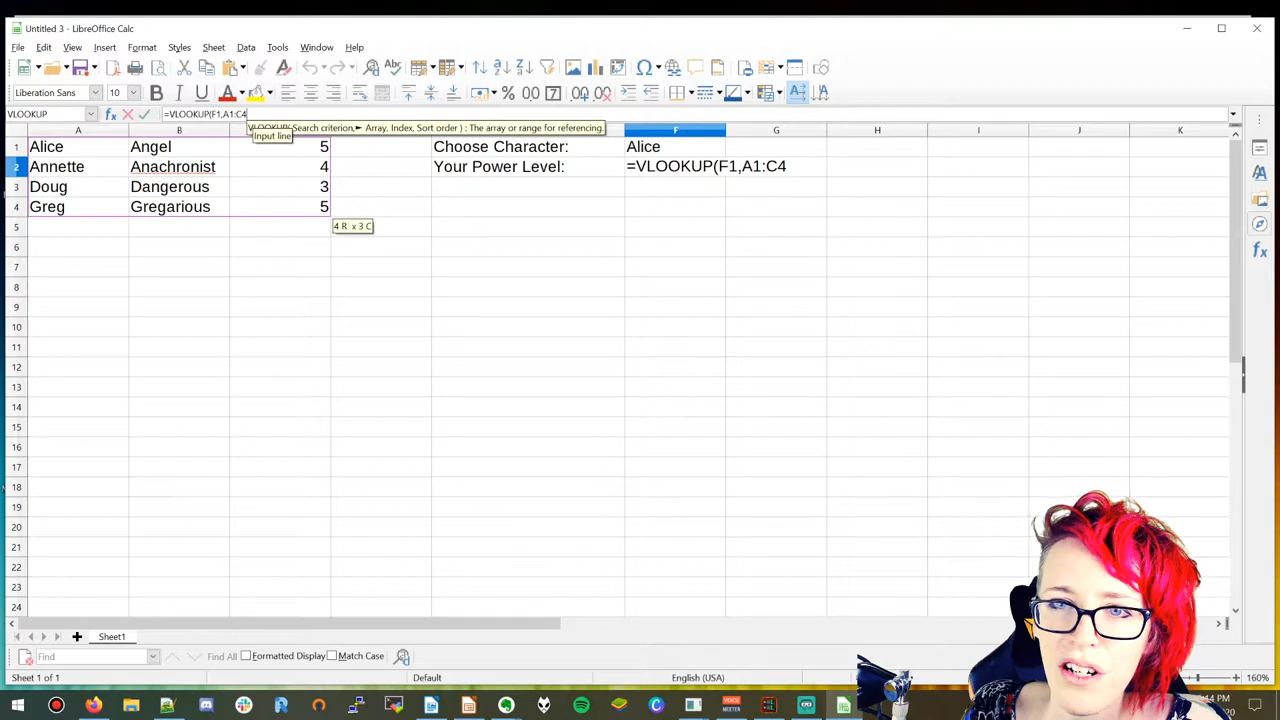 Untitled 3 - LibreOffice Calc
File Edit View Insert Format Styles Sheet Data Tools Window Help
Liberation Sans 10
VLOOKUP =VLOOKUP(F1,A1:C4
VLOOKUP( Search criterion, Array, Index, Sort order ) : The array or range for referencing.
Input line
A B F G H I J K
1 Alice Angel 5 Choose Character: Alice
2 Annette Anachronist 4 Your Power Level: =VLOOKUP(F1,A1:C4
3 Doug Dangerous 3
4 Greg Gregarious 5
5 4 R x 3 C
6
7
8
9
10
11
12
13
14
15
16
17
18
19
20
21
22
23
24
Sheet1
Find Find All Formatted Display Match Case
Sheet 1 of 1 Default English (USA) 160%
VOICE
MEETER